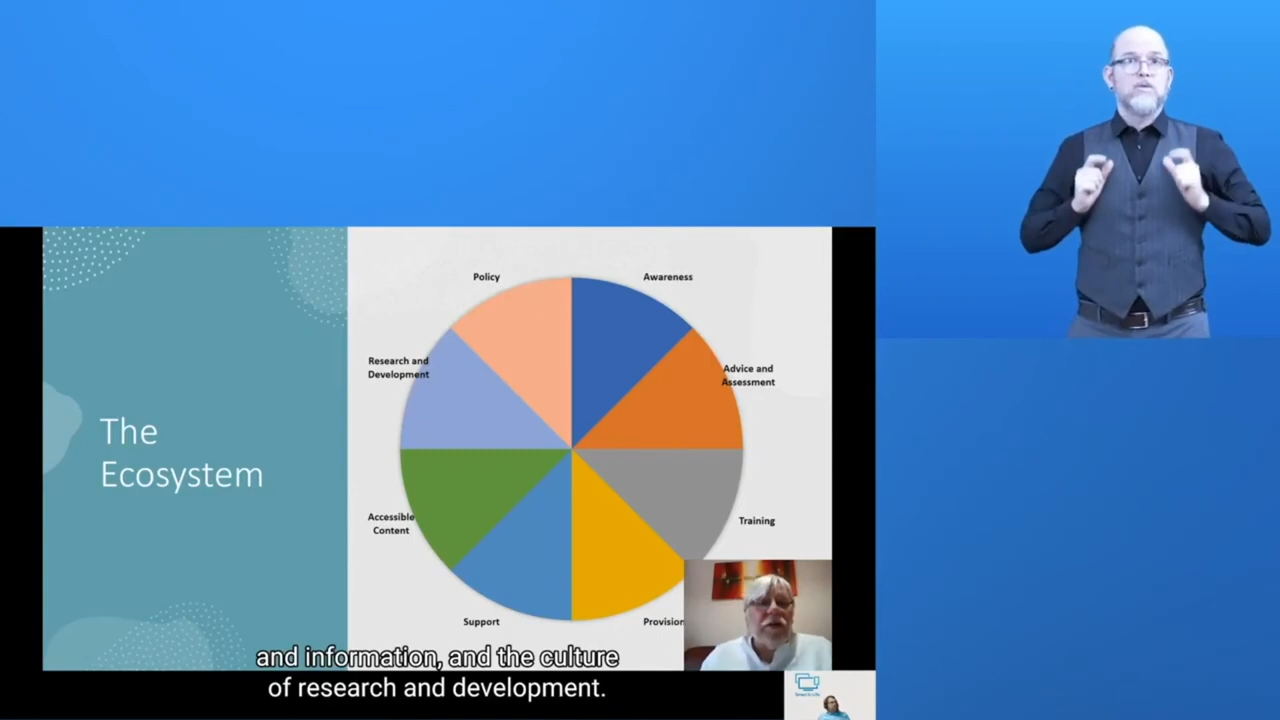 Policy
Awareness
Research and
Development
Advice and
Assessment
The
Ecosystem
Accessible
Content
Training
Support
Provision
and information, and the culture
of research and development.